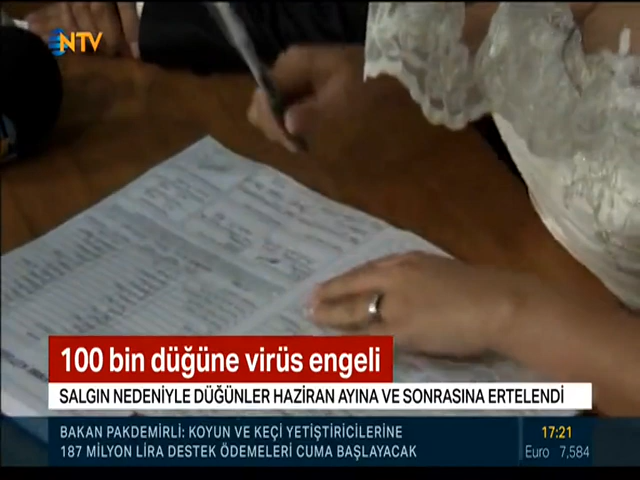 NTV
100 bin düğüne virüs engeli
SALGIN NEDENİYLE DÜĞÜNLER HAZİRAN AYINA VE SONRASINA ERTELENDİ
BAKAN PAKDEMİRLİ: KOYUN VE KEÇİ YETİŞTİRİCİLERİNE
187 MİLYON LİRA DESTEK ÖDEMELERİ CUMA BAŞLAYACAK
17:21
Euro 7,584